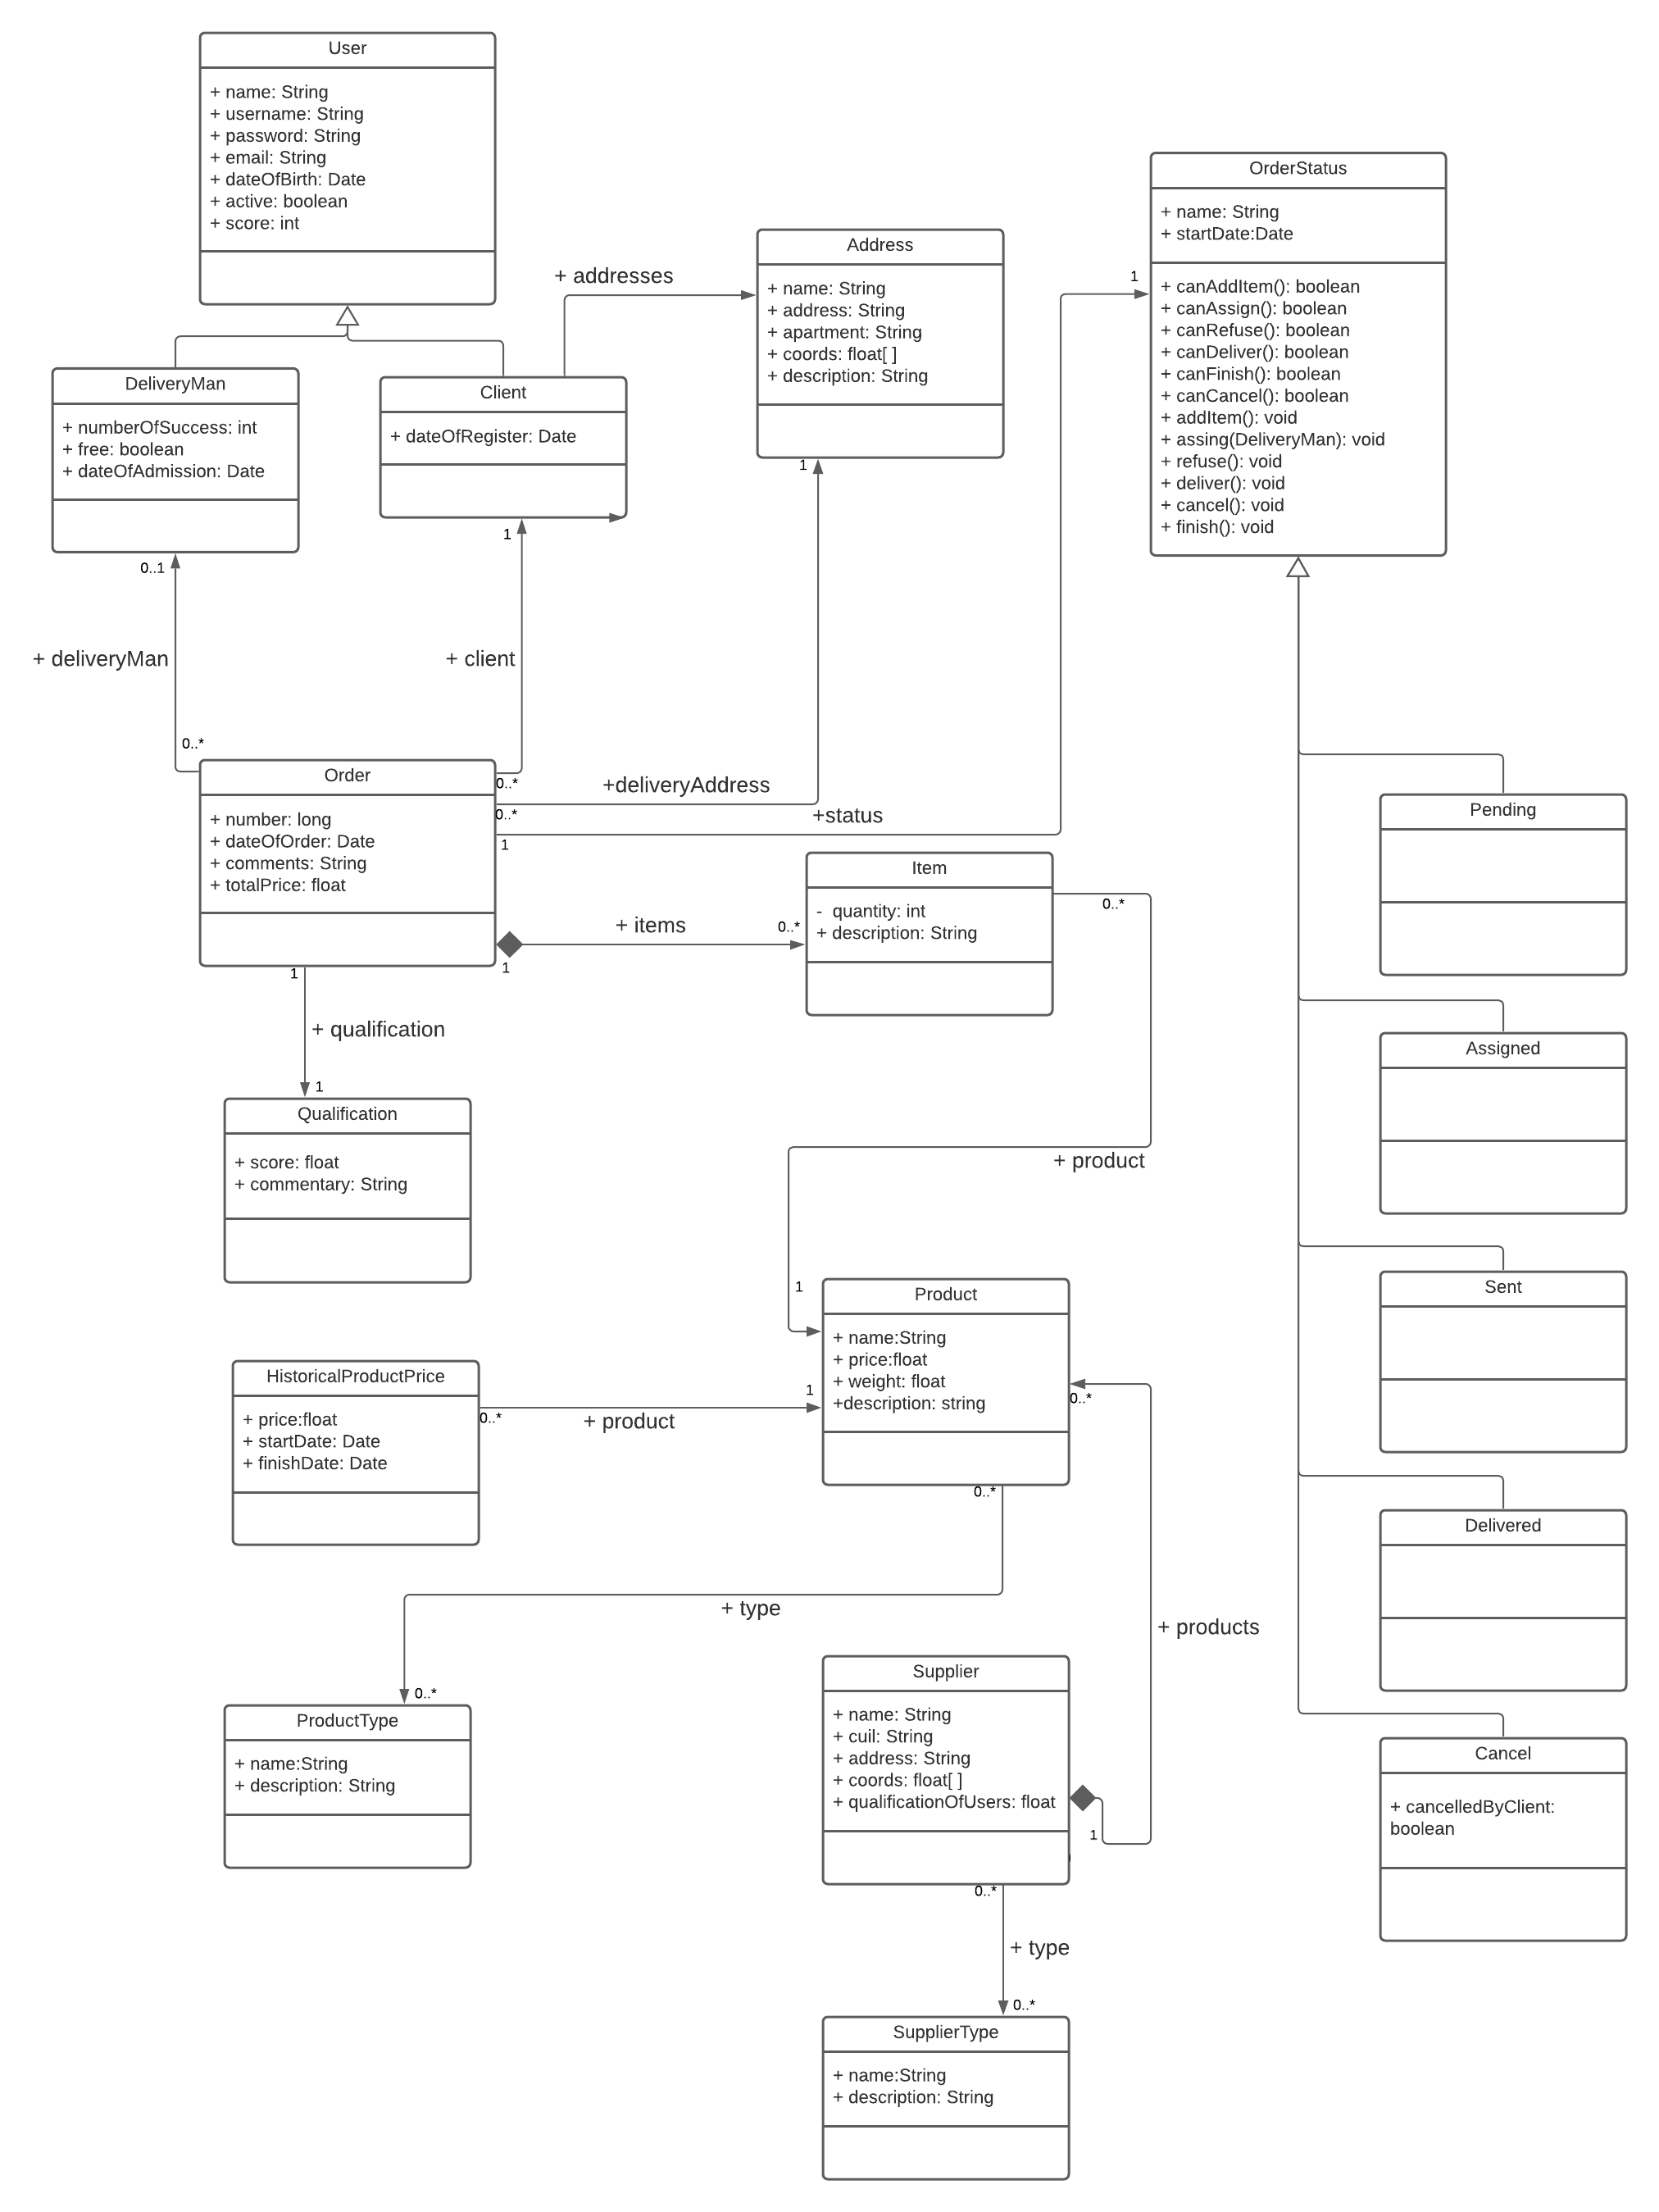 User
+ name: String
+ username: String
+ password: String
+ email: String
+ dateOfBirth: Date
+ active: boolean
+ score: int
OrderStatus
+ name: String
+ startDate:Date
+ canAddItem(): boolean
+ canAssign(): boolean
+ canRefuse(): boolean
+ canDeliver(): boolean
+ canFinish(): boolean
+ canCancel(): boolean
+ addItem(): void
+ assing(DeliveryMan): void
+ refuse(): void
+ deliver(): void
+ cancel(): void
+ finish(): void
Address
+ name: String
+ address: String
+ apartment: String
+ coords: float[ ]
+ description: String
+ addresses
1
DeliveryMan
+ numberOfSuccess: int
+ free: boolean
+ dateOfAdmission: Date
Client
+ dateOfRegister: Date
1
1
0..1
+ deliveryMan
+ client
0..*
Order
+ number: long
+ dateOfOrder: Date
+ comments: String
+ totalPrice: float
0..*
+deliveryAddress
0..*
+status
1
+ items
0..*
1
Item
- quantity: int
+ description: String
0..*
Pending
1
+ qualification
1
Qualification
+ score: float
+ commentary: String
Assigned
+ product
1
Product
+ name:String
+ price:float
+ weight: float
+description: string
Sent
HistoricalProductPrice
+ price:float
+ startDate: Date
+ finishDate: Date
0..*
+ product
1
0..*
0..*
+ type
0..*
ProductType
+ name:String
+ description: String
+ products
Delivered
Supplier
+ name: String
+ cuil: String
+ address: String
+ coords: float[ ]
+ qualificationOfUsers: float
1
Cancel
+ cancelledByClient:
boolean
0..*
+ type
0..*
SupplierType
+ name:String
+ description: String